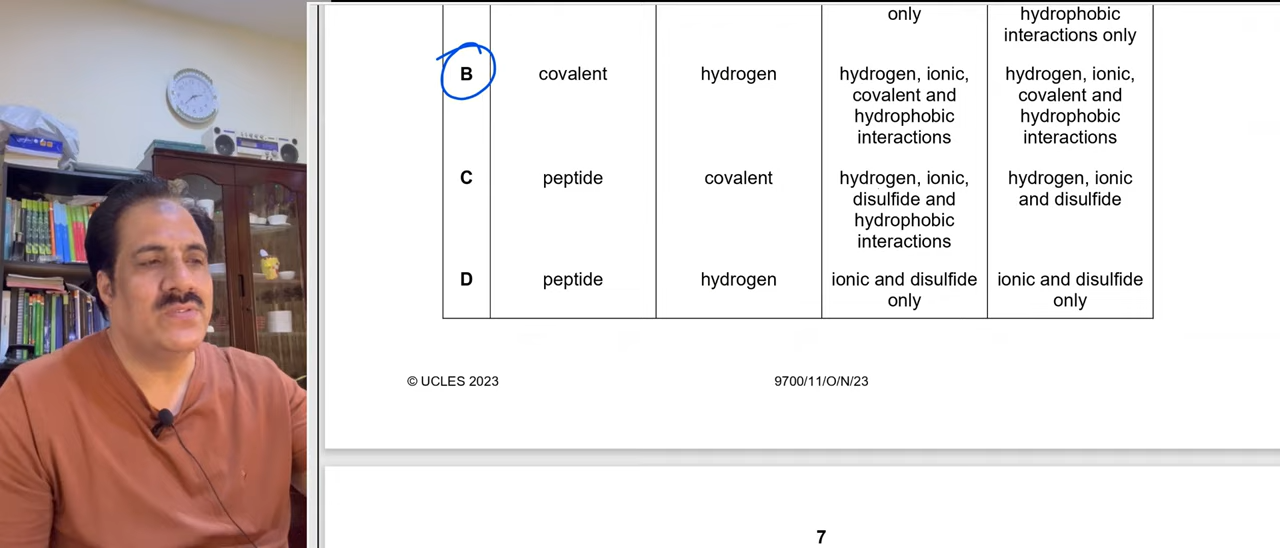 only
hydrophobic
interactions only
B covalent hydrogen hydrogen, ionic, covalent and hydrophobic interactions hydrogen, ionic, covalent and hydrophobic interactions
C peptide covalent hydrogen, ionic, disulfide and hydrophobic interactions hydrogen, ionic and disulfide
D peptide hydrogen ionic and disulfide only ionic and disulfide only
© UCLES 2023
9700/11/O/N/23
7